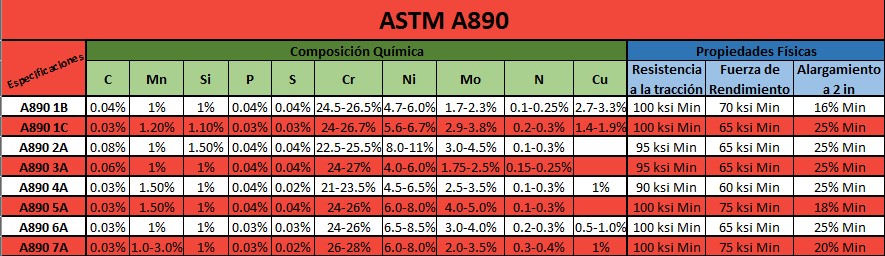 ASTM A890
Especificaciones Composición Química Propiedades Físicas
C Mn Si P S Cr Ni Mo N Cu Resistencia a la tracción Fuerza de Rendimiento Alargamiento a 2 in
A890 1B 0.04% 1% 1% 0.04% 0.04% 24.5-26.5% 4.7-6.0% 1.7-2.3% 0.1-0.25% 2.7-3.3% 100 ksi Min 70 ksi Min 16% Min
A890 1C 0.03% 1.20% 1.10% 0.03% 0.03% 24-26.7% 5.6-6.7% 2.9-3.8% 0.2-0.3% 1.4-1.9% 100 ksi Min 65 ksi Min 25% Min
A890 2A 0.08% 1% 1.50% 0.04% 0.04% 22.5-25.5% 8.0-11% 3.0-4.5% 0.1-0.3% 95 ksi Min 65 ksi Min 25% Min
A890 3A 0.06% 1% 1% 0.04% 0.04% 24-27% 4.0-6.0% 1.75-2.5% 0.15-0.25% 95 ksi Min 65 ksi Min 25% Min
A890 4A 0.03% 1.50% 1% 0.04% 0.02% 21-23.5% 4.5-6.5% 2.5-3.5% 0.1-0.3% 1% 90 ksi Min 60 ksi Min 25% Min
A890 5A 0.03% 1.50% 1% 0.04% 0.04% 24-26% 6.0-8.0% 4.0-5.0% 0.1-0.3% 100 ksi Min 75 ksi Min 18% Min
A890 6A 0.03% 1% 1% 0.03% 0.03% 24-26% 6.5-8.5% 3.0-4.0% 0.2-0.3% 0.5-1.0% 100 ksi Min 65 ksi Min 25% Min
A890 7A 0.03% 1.0-3.0% 1% 0.03% 0.02% 26-28% 6.0-8.0% 2.0-3.5% 0.3-0.4% 1% 100 ksi Min 75 ksi Min 20% Min